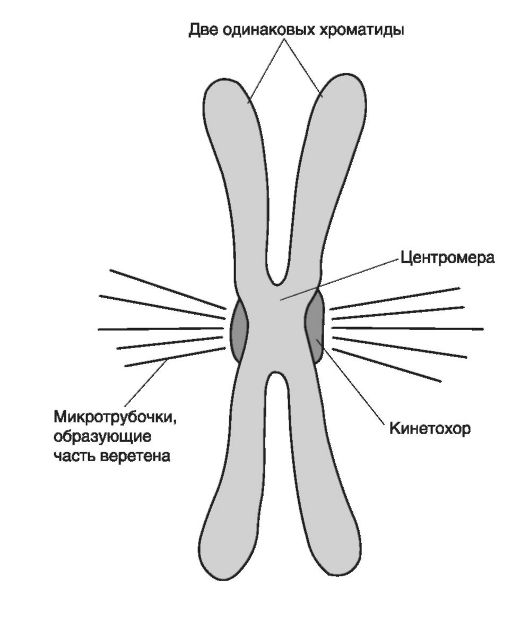 Две одинаковых хроматиды
Центромера
Микротрубочки,
образующие
часть веретена
Кинетохор